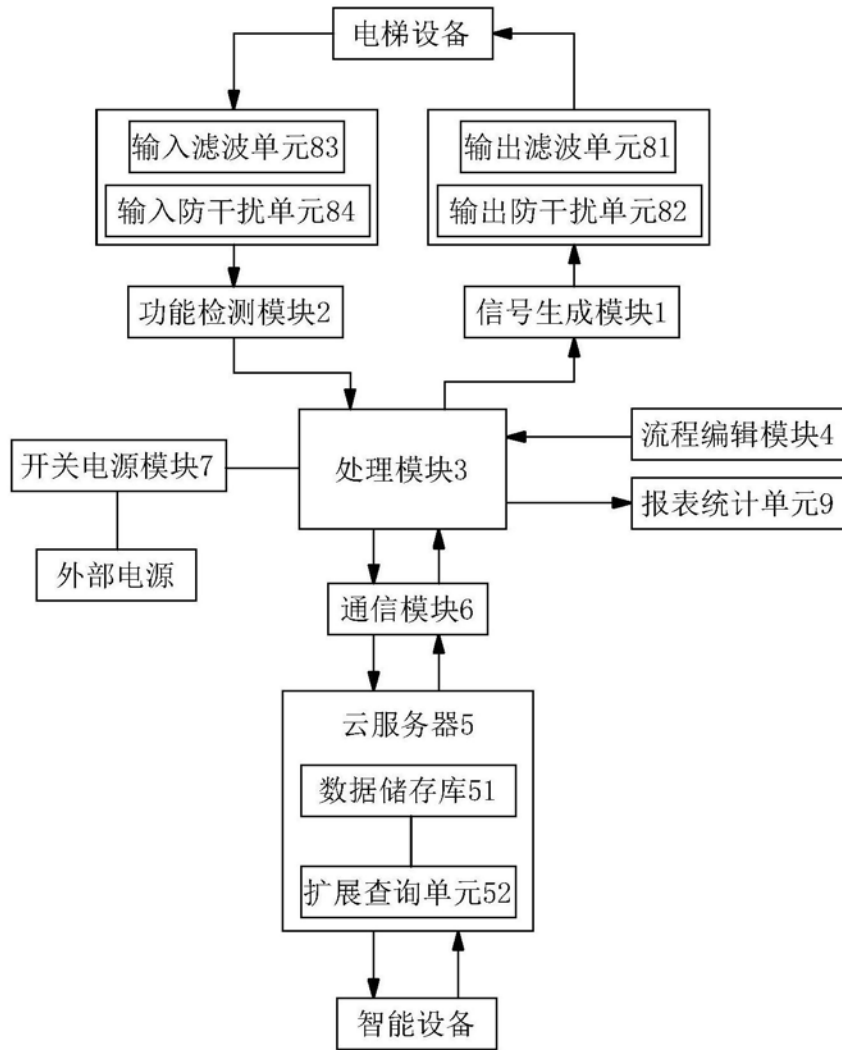 电梯设备
输入滤波单元83
输出滤波单元81
输入防干扰单元84
输出防干扰单元82
功能检测模块2
信号生成模块1
流程编辑模块4
开关电源模块7
处理模块3
报表统计单元9
外部电源
通信模块6
云服务器5
数据储存库51
扩展查询单元52
智能设备